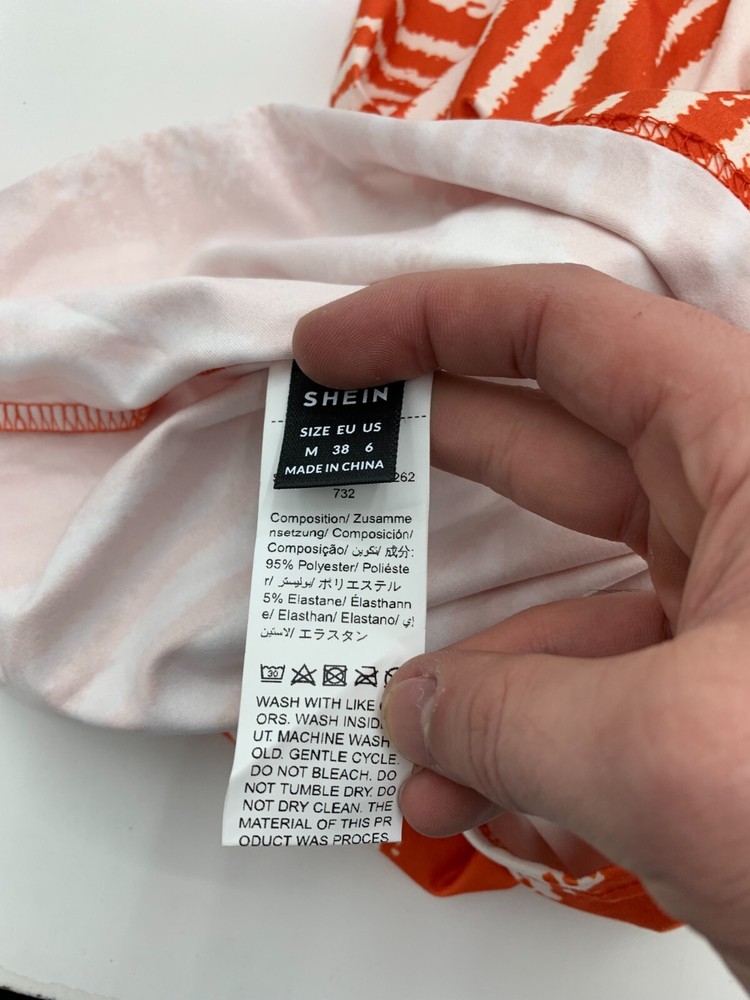 SHEIN
SIZE EU US
M 38 6
MADE IN CHINA
262
732
Composition/ Zusamme
nsetzung/ Composición/
Composição/ تكوين/ 成分:
95% Polyester/ Poliéste
r/ بوليستر/ ポリエステル
5% Elastane/ Élasthann
e/ Elasthan/ Elastano/ إي
لاستين/ エラスタン
30
WASH WITH LIKE
ORS. WASH INSID
UT. MACHINE WASH
OLD. GENTLE CYCLE.
DO NOT BLEACH. DO
NOT TUMBLE DRY. DO
NOT DRY CLEAN. THE
MATERIAL OF THIS PR
ODUCT WAS PROCES